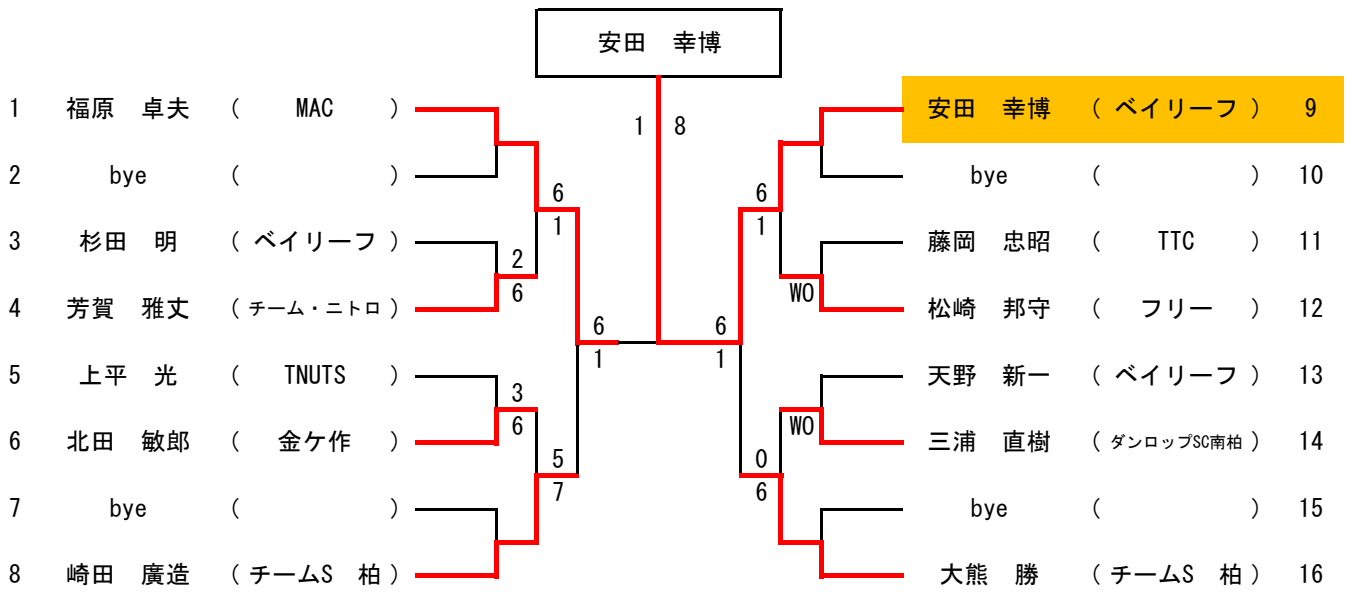 安田　幸博
1 福原　卓夫 （ MAC ）
2 bye （ ）
3 杉田　明 （ ベイリーフ ）
4 芳賀　雅丈 （ チーム・ニトロ ）
5 上平　光 （ TNUTS ）
6 北田　敏郎 （ 金ケ作 ）
7 bye （ ）
8 崎田　廣造 （ チームS　柏 ）
6
1
2
6
6
1
3
6
5
7
1 8
安田　幸博 （ ベイリーフ ） 9
bye （ ） 10
藤岡　忠昭 （ TTC ） 11
松崎　邦守 （ フリー ） 12
天野　新一 （ ベイリーフ ） 13
三浦　直樹 （ ダンロップSC南柏 ） 14
bye （ ） 15
大熊　勝 （ チームS　柏 ） 16
6
1
WO
6
1
WO
0
6